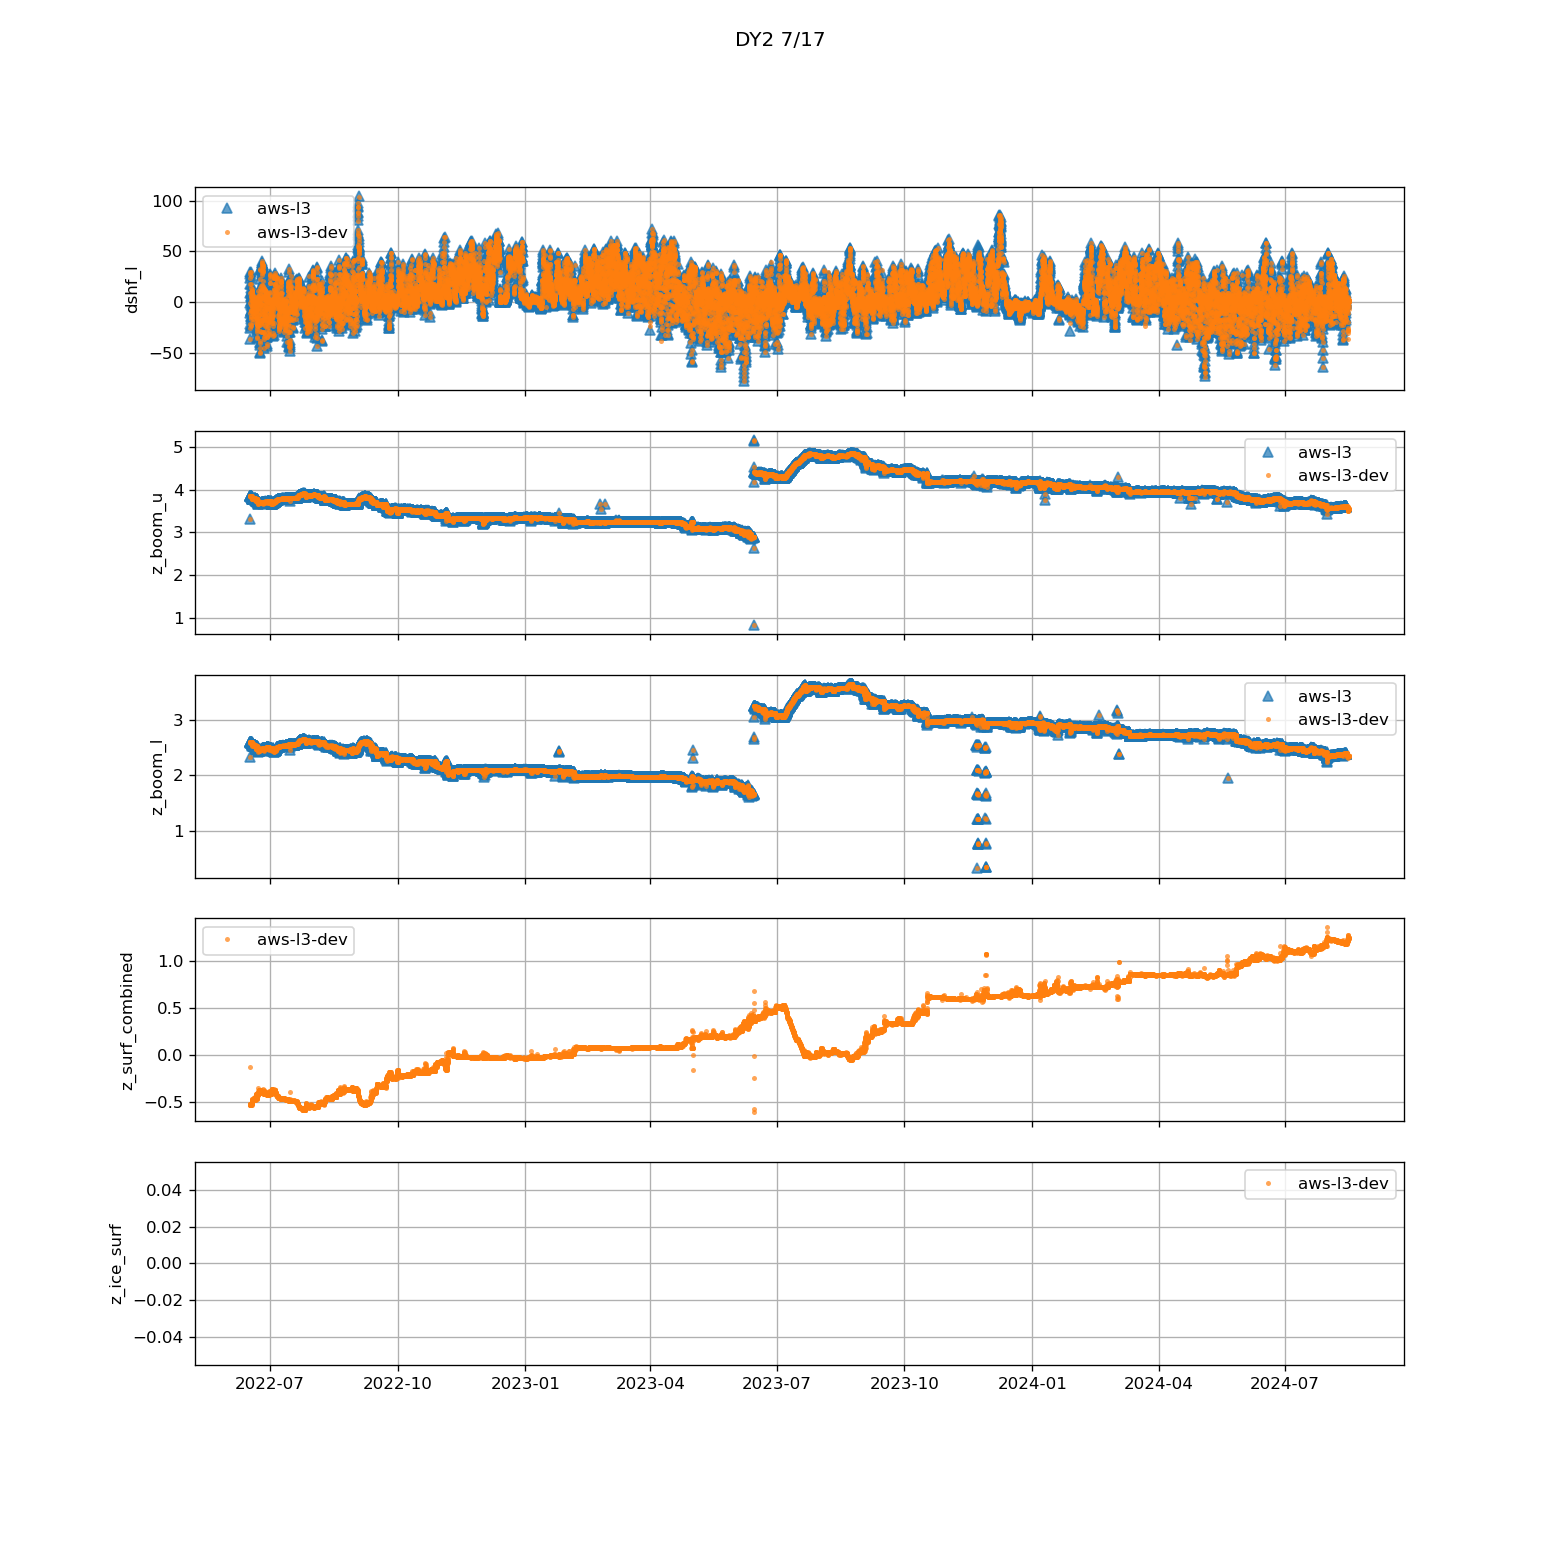 DY2 7/17
100
50
0
−50
dshf_l
aws-l3
aws-l3-dev
5
4
3
2
1
z_boom_u
aws-l3
aws-l3-dev
3
2
1
z_boom_l
aws-l3
aws-l3-dev
1.0
0.5
0.0
−0.5
z_surf_combined
aws-l3-dev
0.04
0.02
0.00
−0.02
−0.04
z_ice_surf
aws-l3-dev
2022-07 2022-10 2023-01 2023-04 2023-07 2023-10 2024-01 2024-04 2024-07